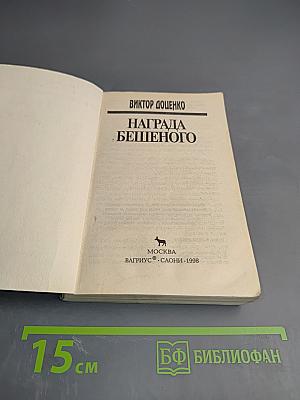 ВИКТОР ДОЦЕНКО
НАГРАДА
БЕШЕНОГО
МОСКВА
ВАГРИУС® · САОНИ · 1998
15 см
БФ БИБЛИОФАН